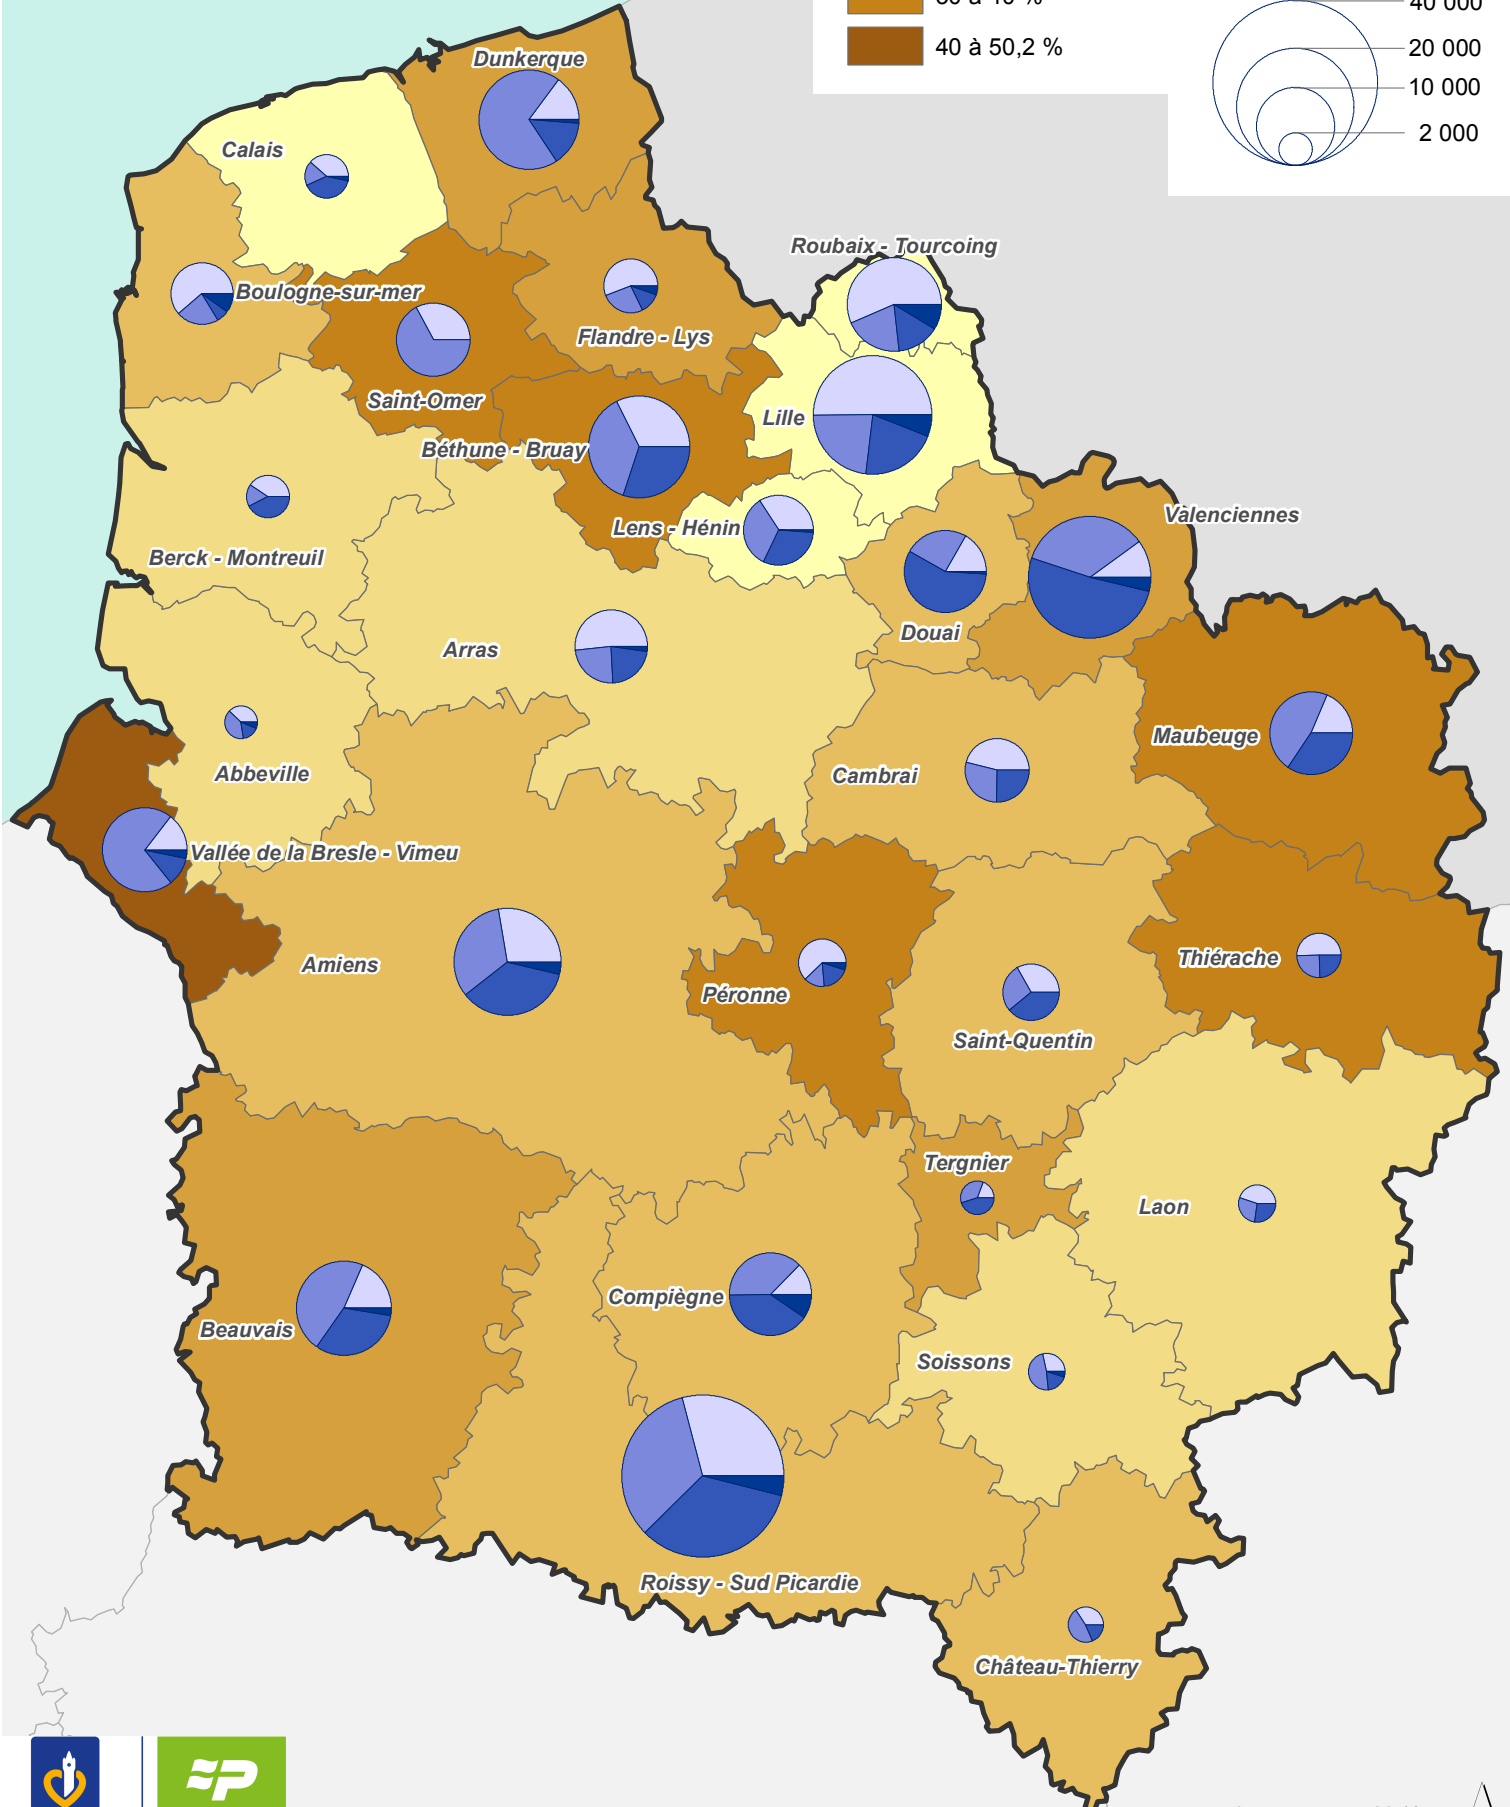 40 000
40 à 50,2 %
20 000
10 000
2 000
Dunkerque
Calais
Roubaix - Tourcoing
Boulogne-sur-mer
Flandre - Lys
Saint-Omer
Lille
Béthune - Bruay
Valenciennes
Lens - Hénin
Berck - Montreuil
Douai
Arras
Maubeuge
Abbeville
Cambrai
Vallée de la Bresle - Vimeu
Thiérache
Amiens
Péronne
Saint-Quentin
Tergnier
Laon
Compiègne
Beauvais
Soissons
Roissy - Sud Picardie
Château-Thierry